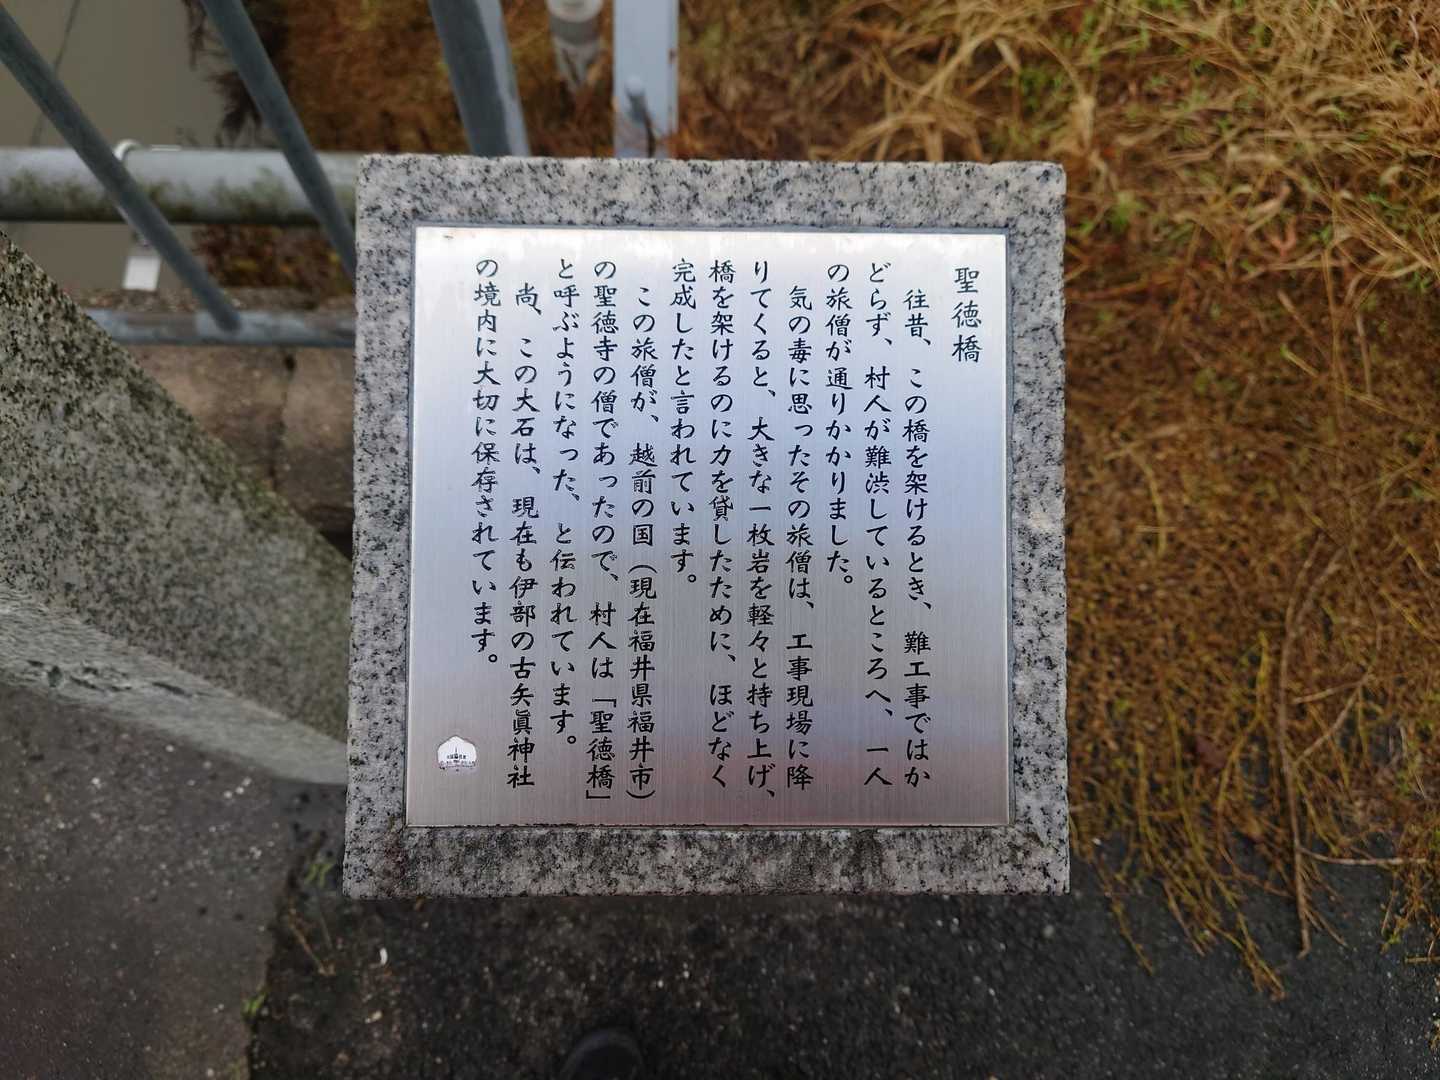 聖徳橋
往昔、この橋を架けるとき、難工事ではか
どらず、村人が難渋しているところへ、一人
の旅僧が通りかかりました。
気の毒に思ったその旅僧は、工事現場に降
りてくると、大きな一枚岩を軽々と持ち上げ、
橋を架けるのに力を貸したために、ほどなく
完成したと言われています。
この旅僧が、越前の国(現在福井県福井市)
の聖徳寺の僧であったので、村人は「聖徳橋」
と呼ぶようになった、と伝われています。
尚、この大石は、現在も伊部の古矢眞神社
の境内に大切に保存されています。